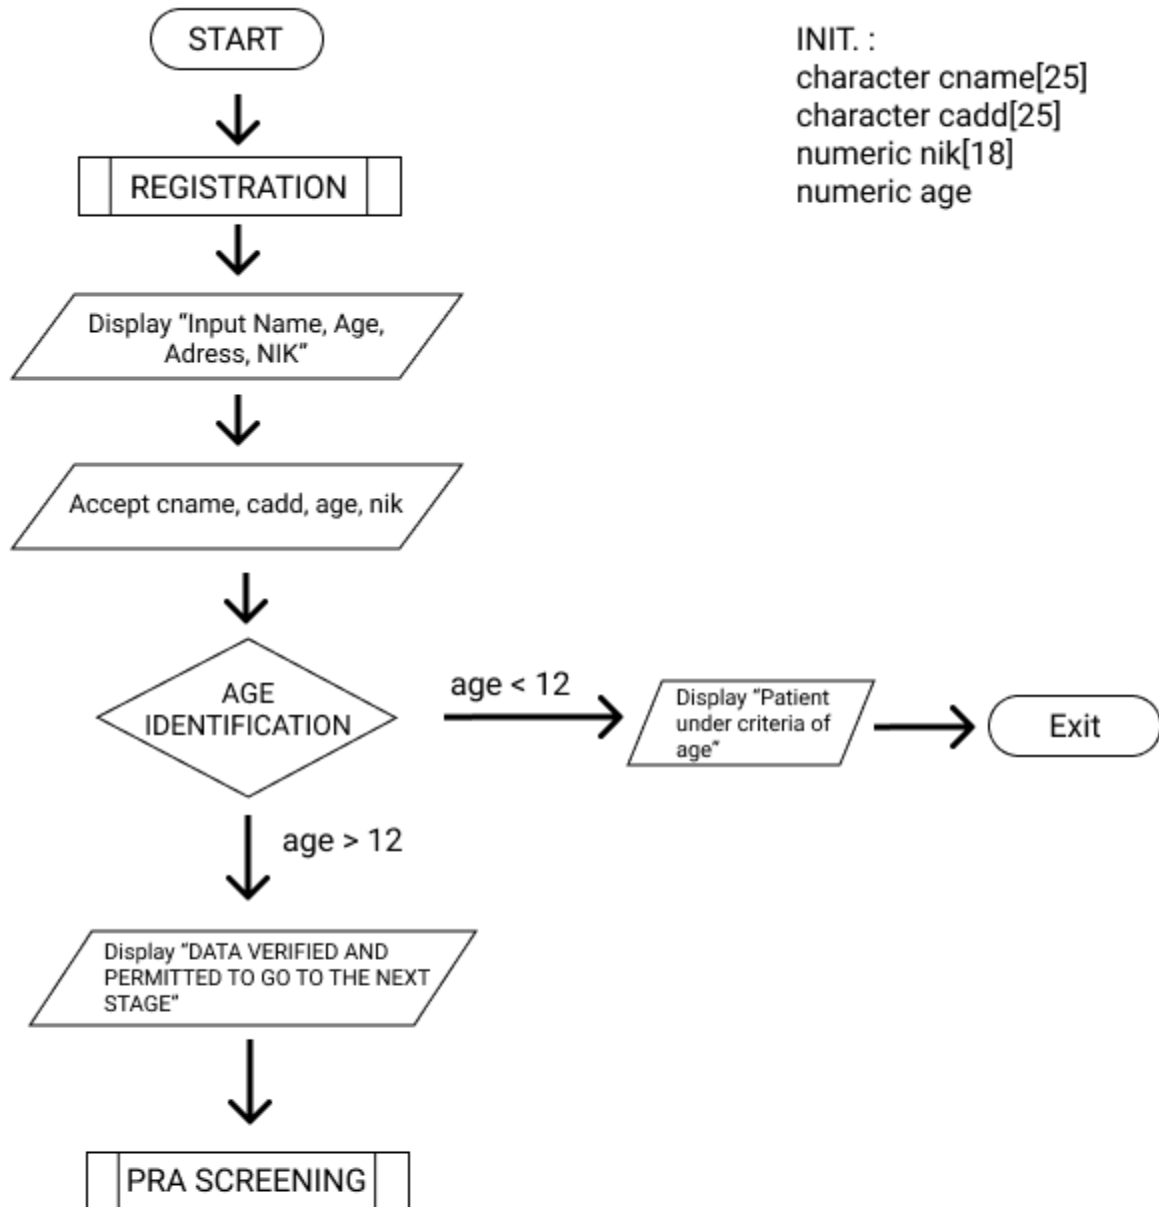 START
INIT. :
character cname[25]
character cadd[25]
numeric nik[18]
numeric age
REGISTRATION
Display “Input Name, Age,
Adress, NIK”
Accept cname, cadd, age, nik
AGE
IDENTIFICATION
age < 12
Display “Patient
under criteria of
age”
Exit
age > 12
Display “DATA VERIFIED AND
PERMITTED TO GO TO THE NEXT
STAGE”
PRA SCREENING